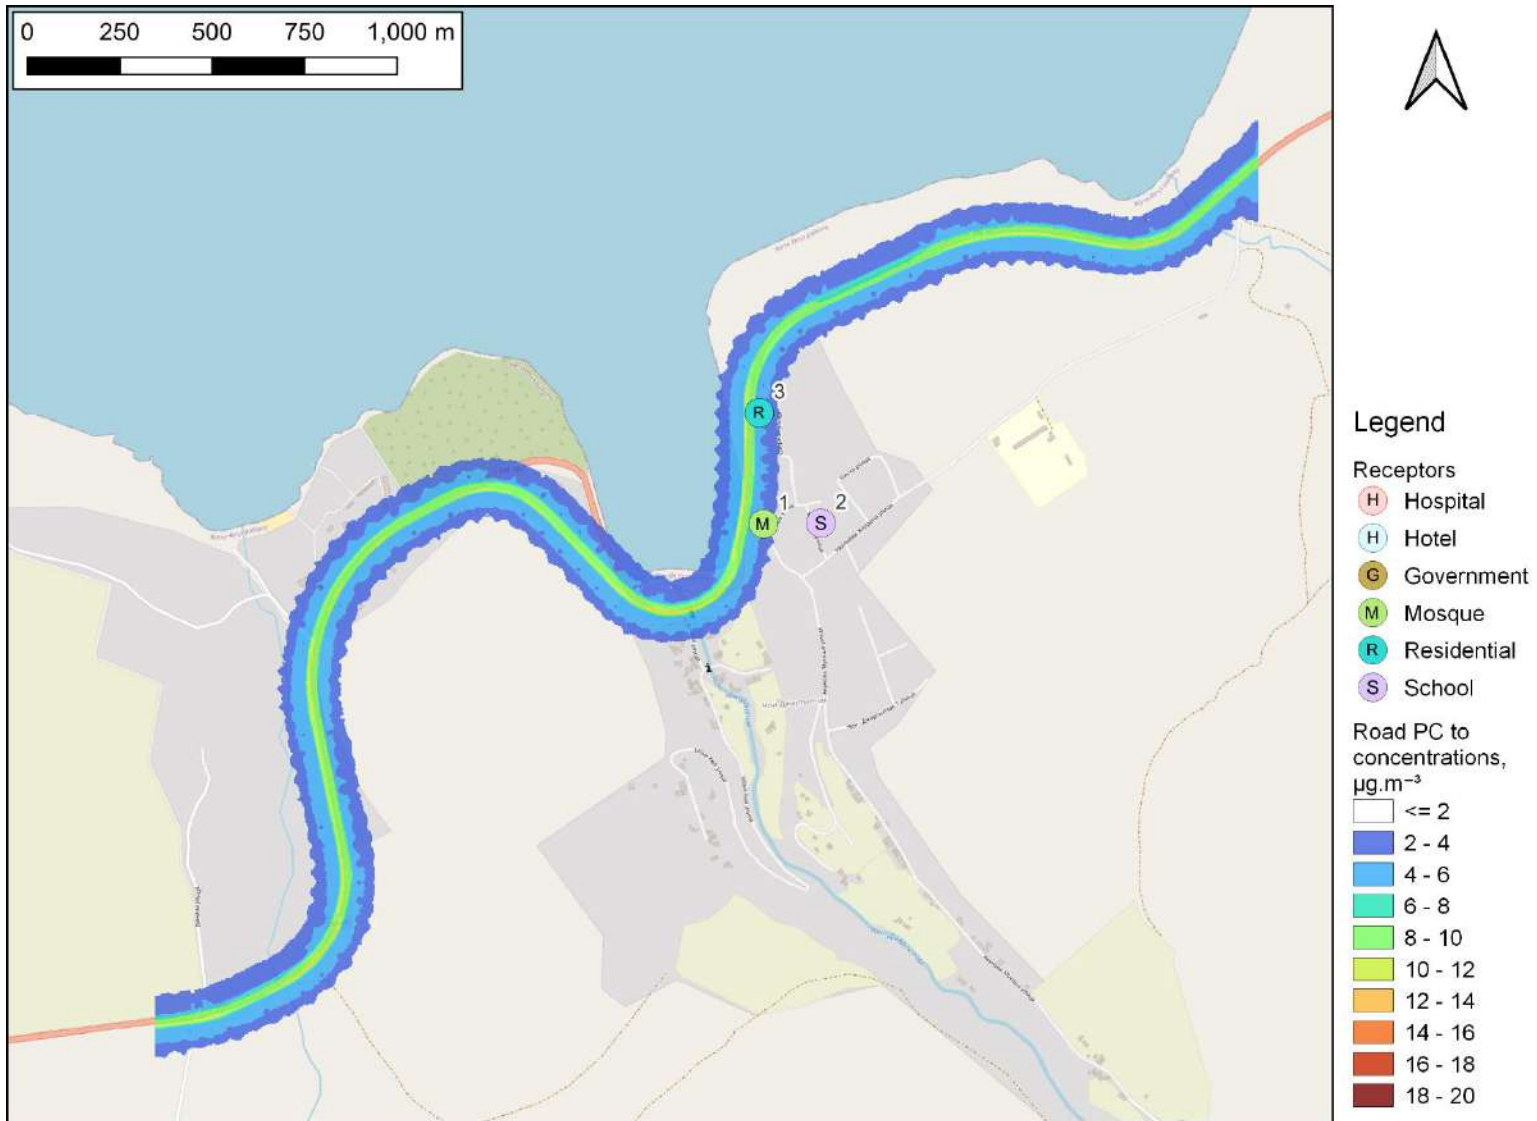 0 250 500 750 1,000 m
3
1
2
R
M
S
Legend
Receptors
H Hospital
H Hotel
G Government
M Mosque
R Residential
S School
Road PC to
concentrations,
µg.m⁻³
<= 2
2 - 4
4 - 6
6 - 8
8 - 10
10 - 12
12 - 14
14 - 16
16 - 18
18 - 20